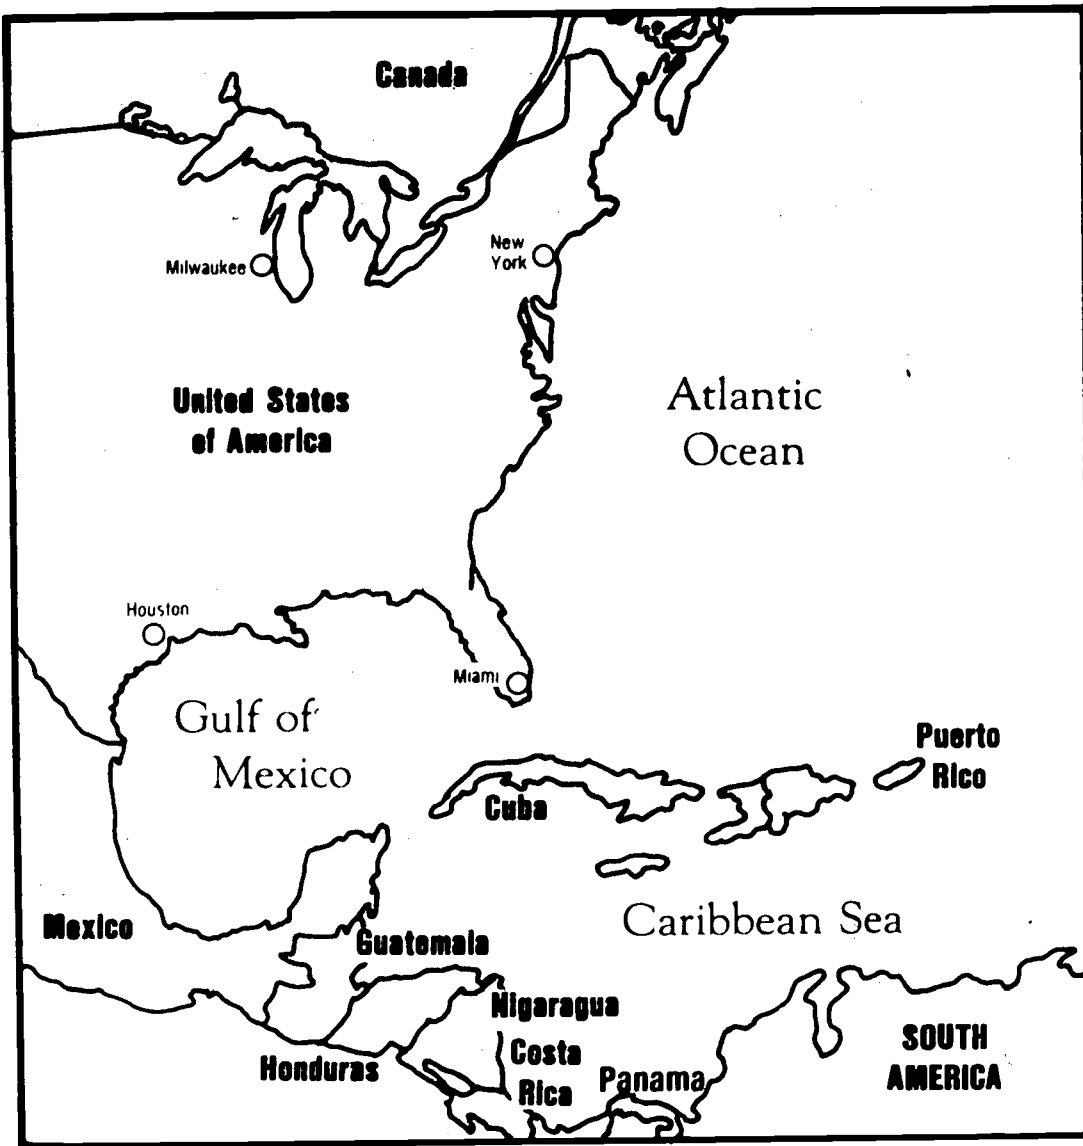 Canada
New
York
Milwaukee
United States
of America
Atlantic
Ocean
Houston
Miami
Gulf of
Mexico
Puerto
Rico
Cuba
Mexico
Caribbean Sea
Guatemala
Nigaragua
Honduras
Costa
Rica
Panama
SOUTH
AMERICA